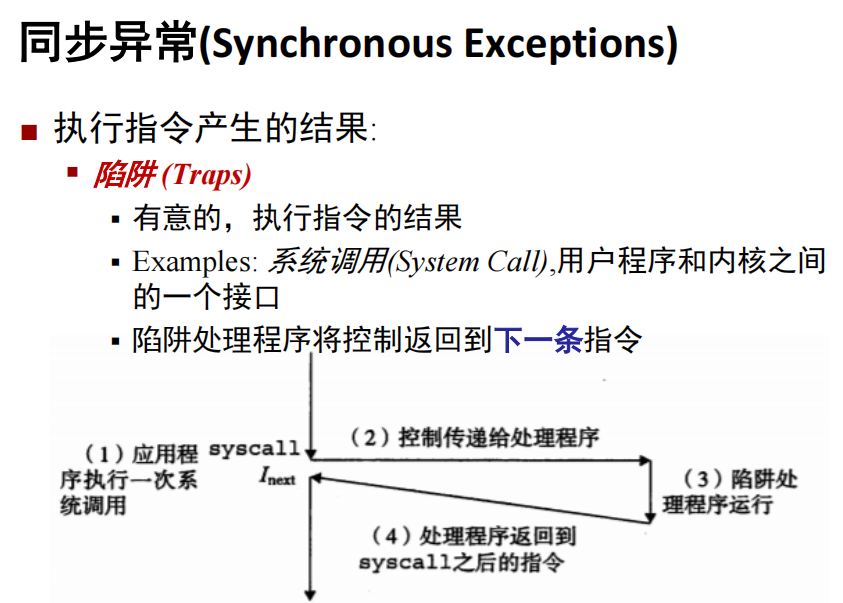 同步异常(Synchronous Exceptions)
执行指令产生的结果:
陷阱 (Traps)
有意的，执行指令的结果
Examples: 系统调用(System Call),用户程序和内核之间
的一个接口
陷阱处理程序将控制返回到下一条指令
（1）应用程
序执行一次系
统调用
syscall
Inext
（2）控制传递给处理程序
（3）陷阱处
理程序运行
（4）处理程序返回到
syscall之后的指令